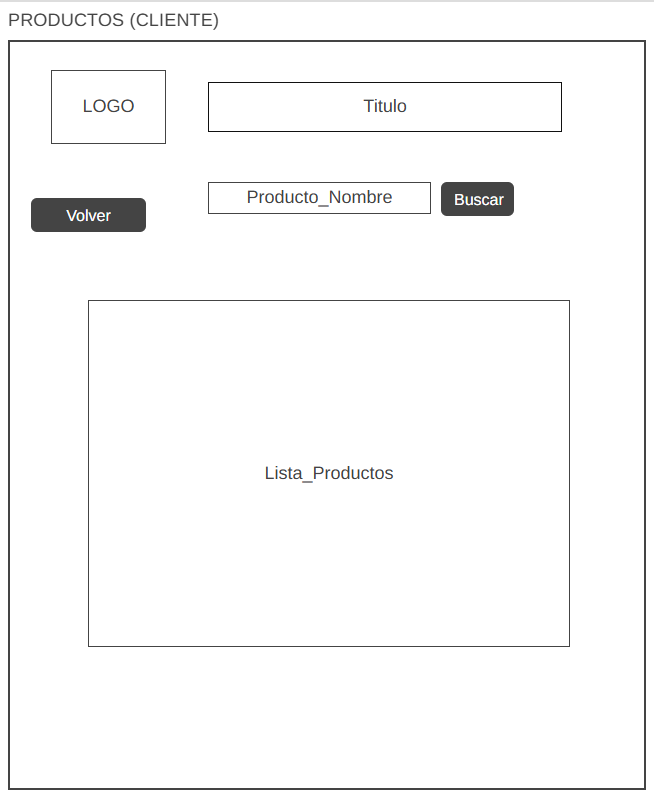 PRODUCTOS (CLIENTE)
LOGO
Titulo
Producto_Nombre
Buscar
Volver
Lista_Productos